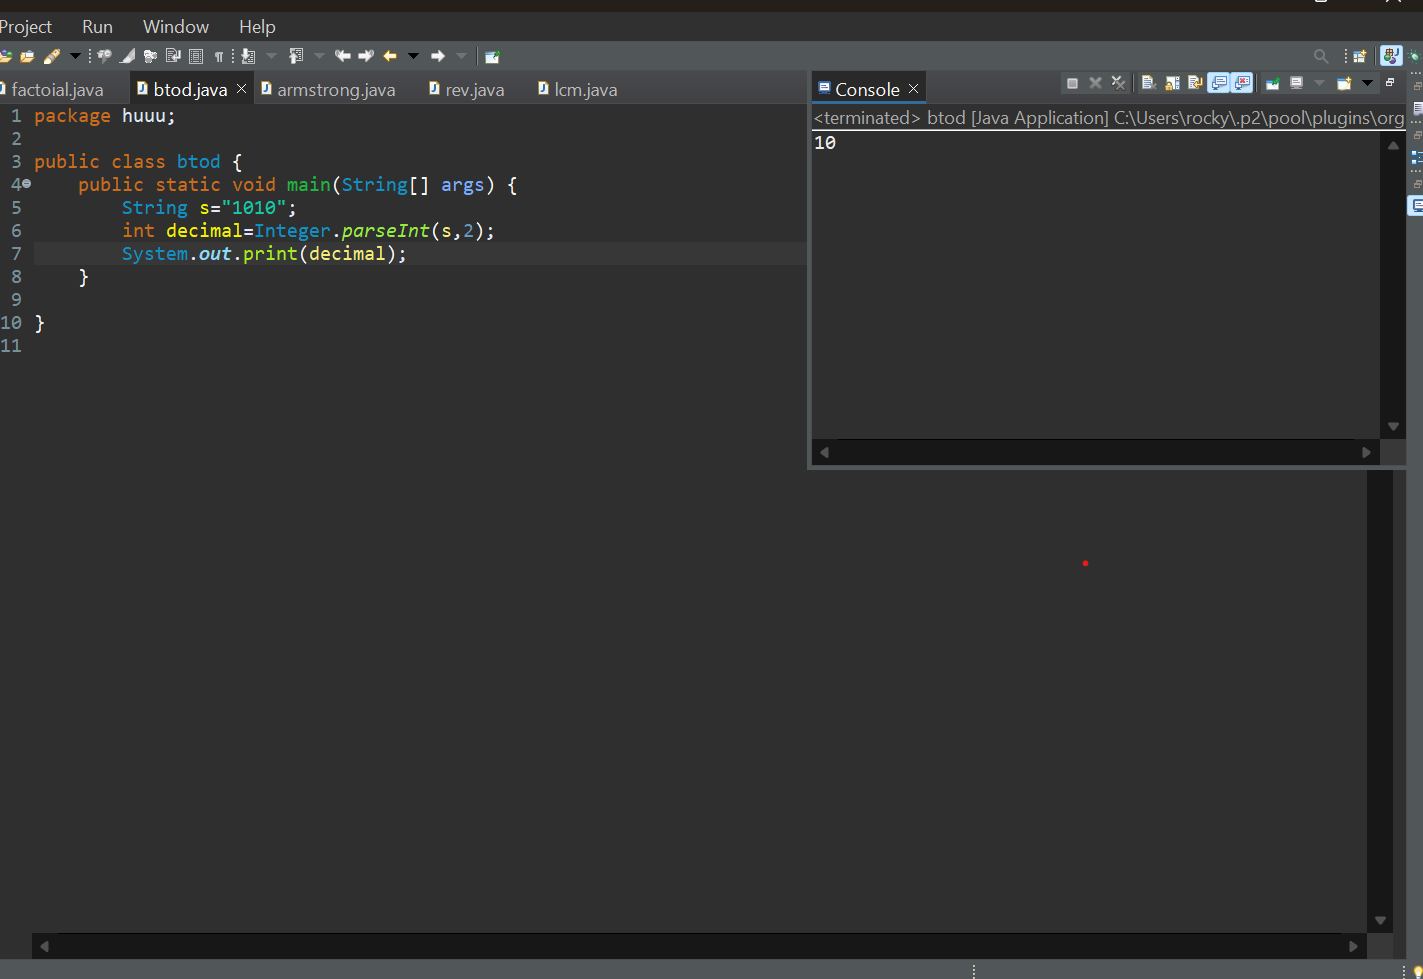 Project Run Window Help
factoial.java btod.java armstrong.java rev.java lcm.java
1 package huuu;
2
3 public class btod {
4 public static void main(String[] args) {
5 String s="1010";
6 int decimal=Integer.parseInt(s,2);
7 System.out.print(decimal);
8 }
9
10 }
11
Console
<terminated> btod [Java Application] C:\Users\rocky\.p2\pool\plugins\org
10